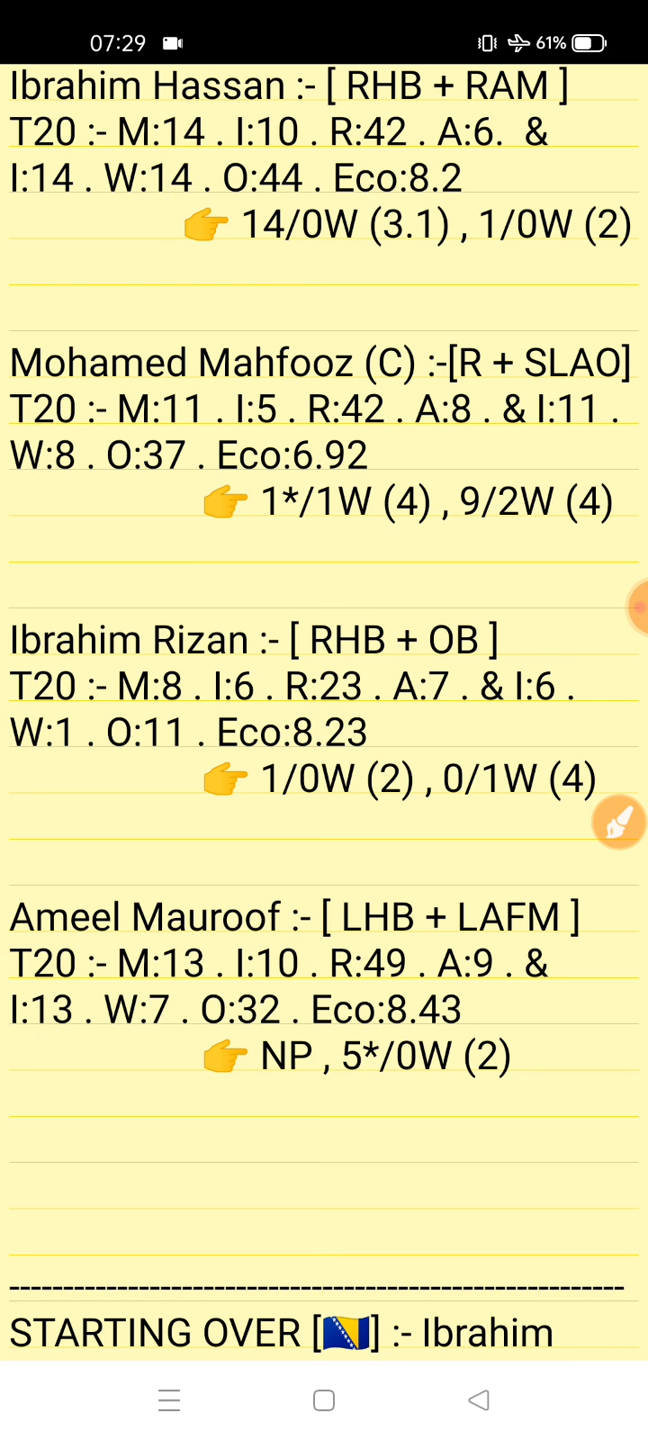 07:29 61%
Ibrahim Hassan :- [ RHB + RAM ]
T20 :- M:14 . I:10 . R:42 . A:6. &
I:14 . W:14 . O:44 . Eco:8.2
👉 14/0W (3.1) , 1/0W (2)
Mohamed Mahfooz (C) :-[R + SLAO]
T20 :- M:11 . I:5 . R:42 . A:8 . & I:11 .
W:8 . O:37 . Eco:6.92
👉 1*/1W (4) , 9/2W (4)
Ibrahim Rizan :- [ RHB + OB ]
T20 :- M:8 . I:6 . R:23 . A:7 . & I:6 .
W:1 . O:11 . Eco:8.23
👉 1/0W (2) , 0/1W (4)
Ameel Mauroof :- [ LHB + LAFM ]
T20 :- M:13 . I:10 . R:49 . A:9 . &
I:13 . W:7 . O:32 . Eco:8.43
👉 NP , 5*/0W (2)
----------------------------------------------------------------------
STARTING OVER [🇧🇦] :- Ibrahim